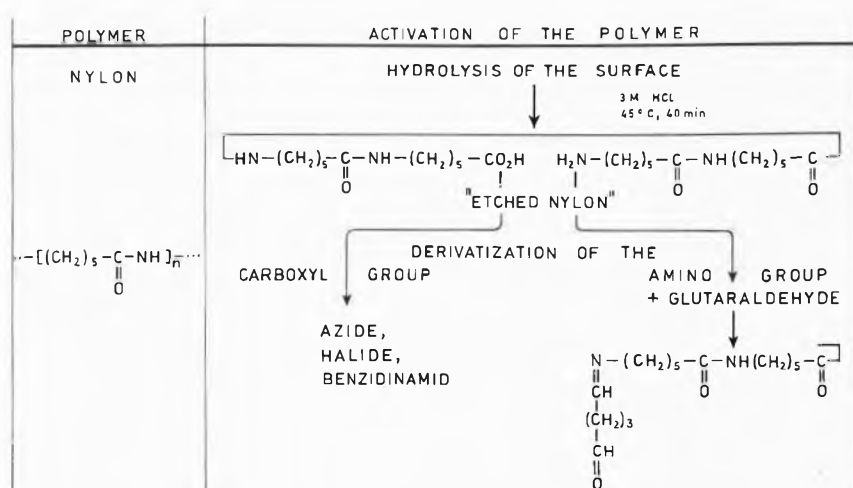 POLYMER
ACTIVATION OF THE POLYMER
NYLON
HYDROLYSIS OF THE SURFACE
3 M HCL
45°C, 40min
HN-(CH₂)₅-C-NH-(CH₂)₅-CO₂H H₂N-(CH₂)₅-C-NH(CH₂)₅-C
O O O
"ETCHED NYLON"
···-[(CH₂)₅-C-NH]n-···
O
DERIVATIZATION OF THE
CARBOXYL GROUP
AMINO GROUP
+ GLUTARALDEHYDE
AZIDE,
HALIDE,
BENZIDINAMID
N-(CH₂)₅-C-NH(CH₂)₅-C
CH O O
(CH₂)₃
CH
O